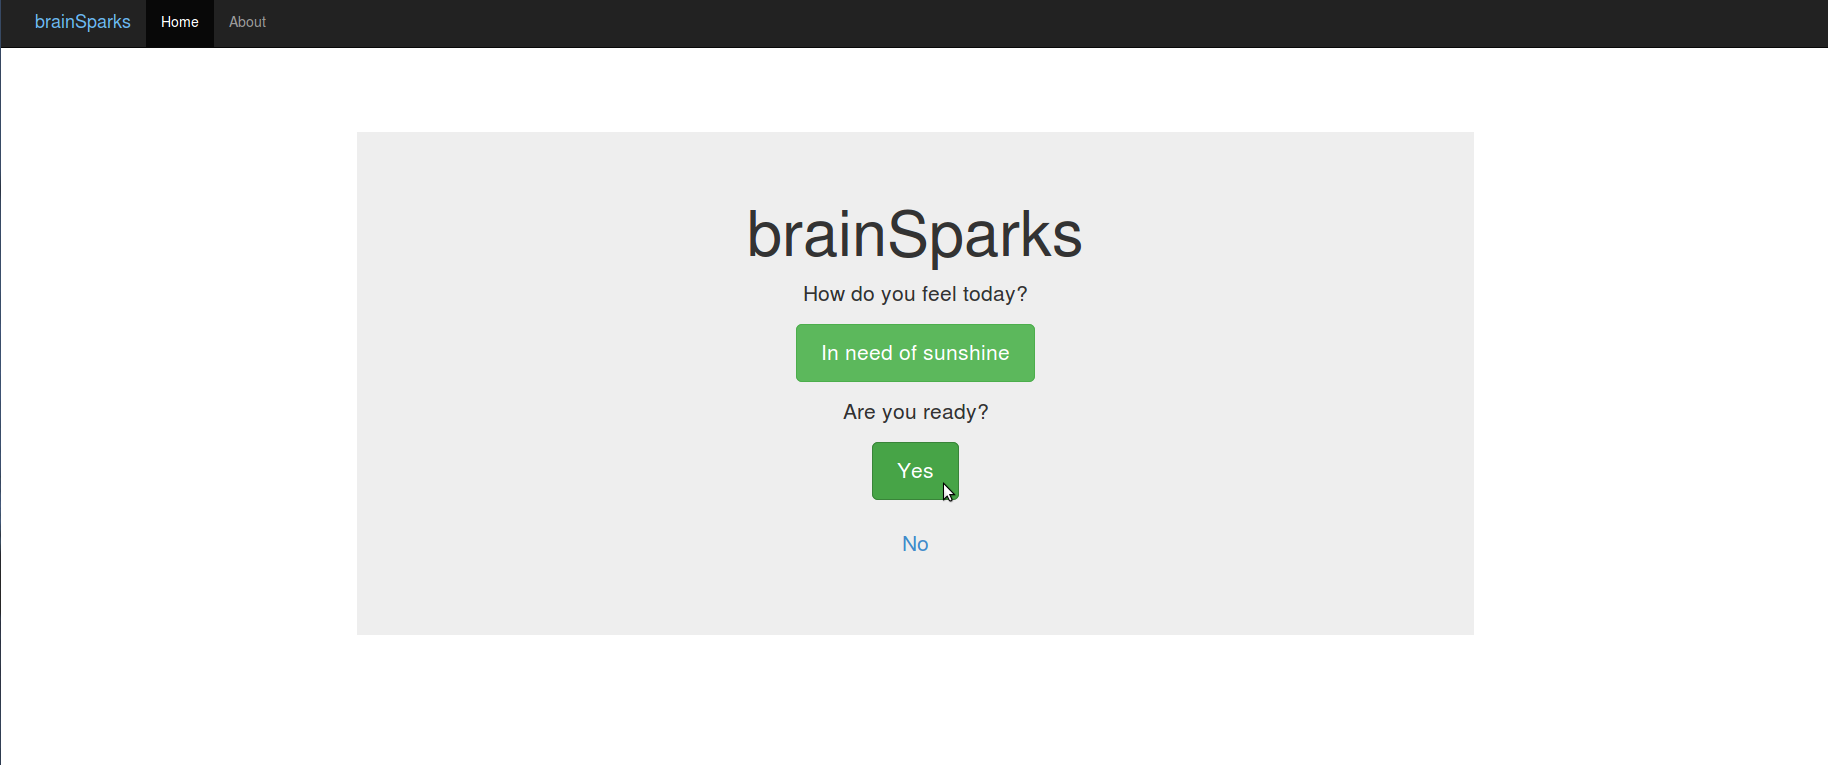 brainSparks Home About
brainSparks
How do you feel today?
In need of sunshine
Are you ready?
Yes
No